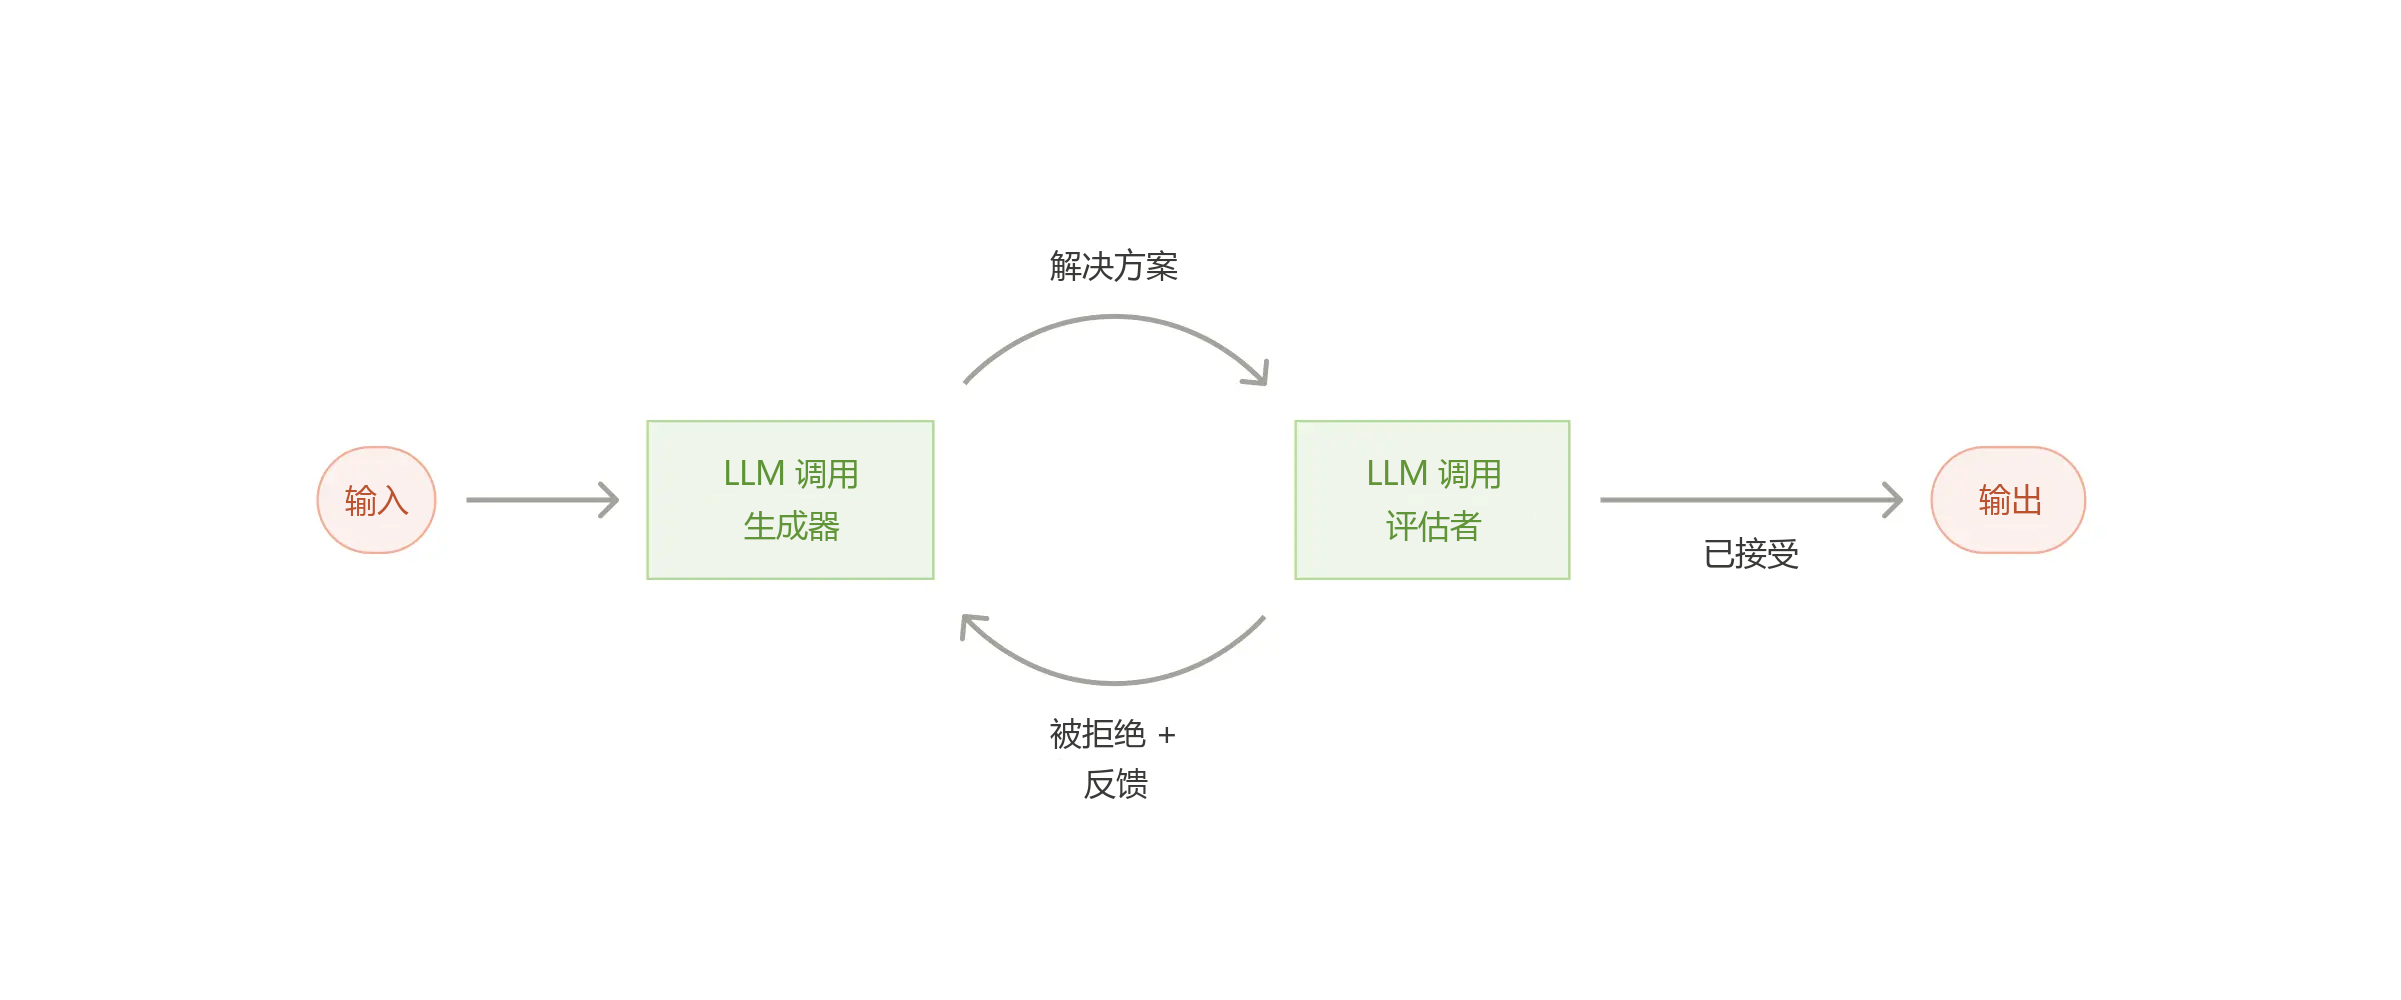 解决方案
输入
LLM 调用
生成器
LLM 调用
评估者
已接受
输出
被拒绝 +
反馈